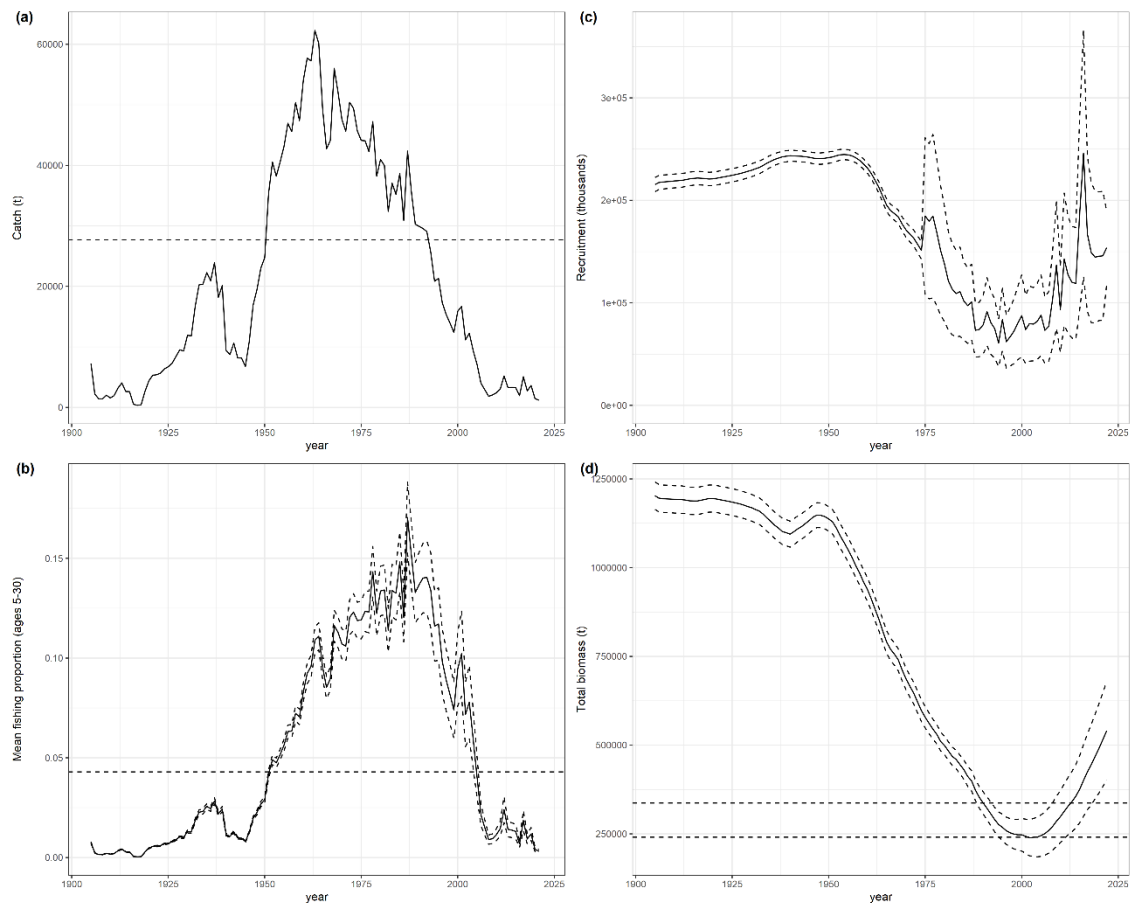 (a)
Catch (t)
60000
40000
20000
0
1900
1925
1950
1975
2000
2025
year
(c)
Recruitment (thousands)
3e+05
2e+05
1e+05
0e+00
1900
1925
1950
1975
2000
2025
year
(b)
Mean fishing proportion (ages 5-30)
0.15
0.10
0.05
0.00
1900
1925
1950
1975
2000
2025
year
(d)
Total biomass (t)
1250000
1000000
750000
500000
250000
1900
1925
1950
1975
2000
2025
year